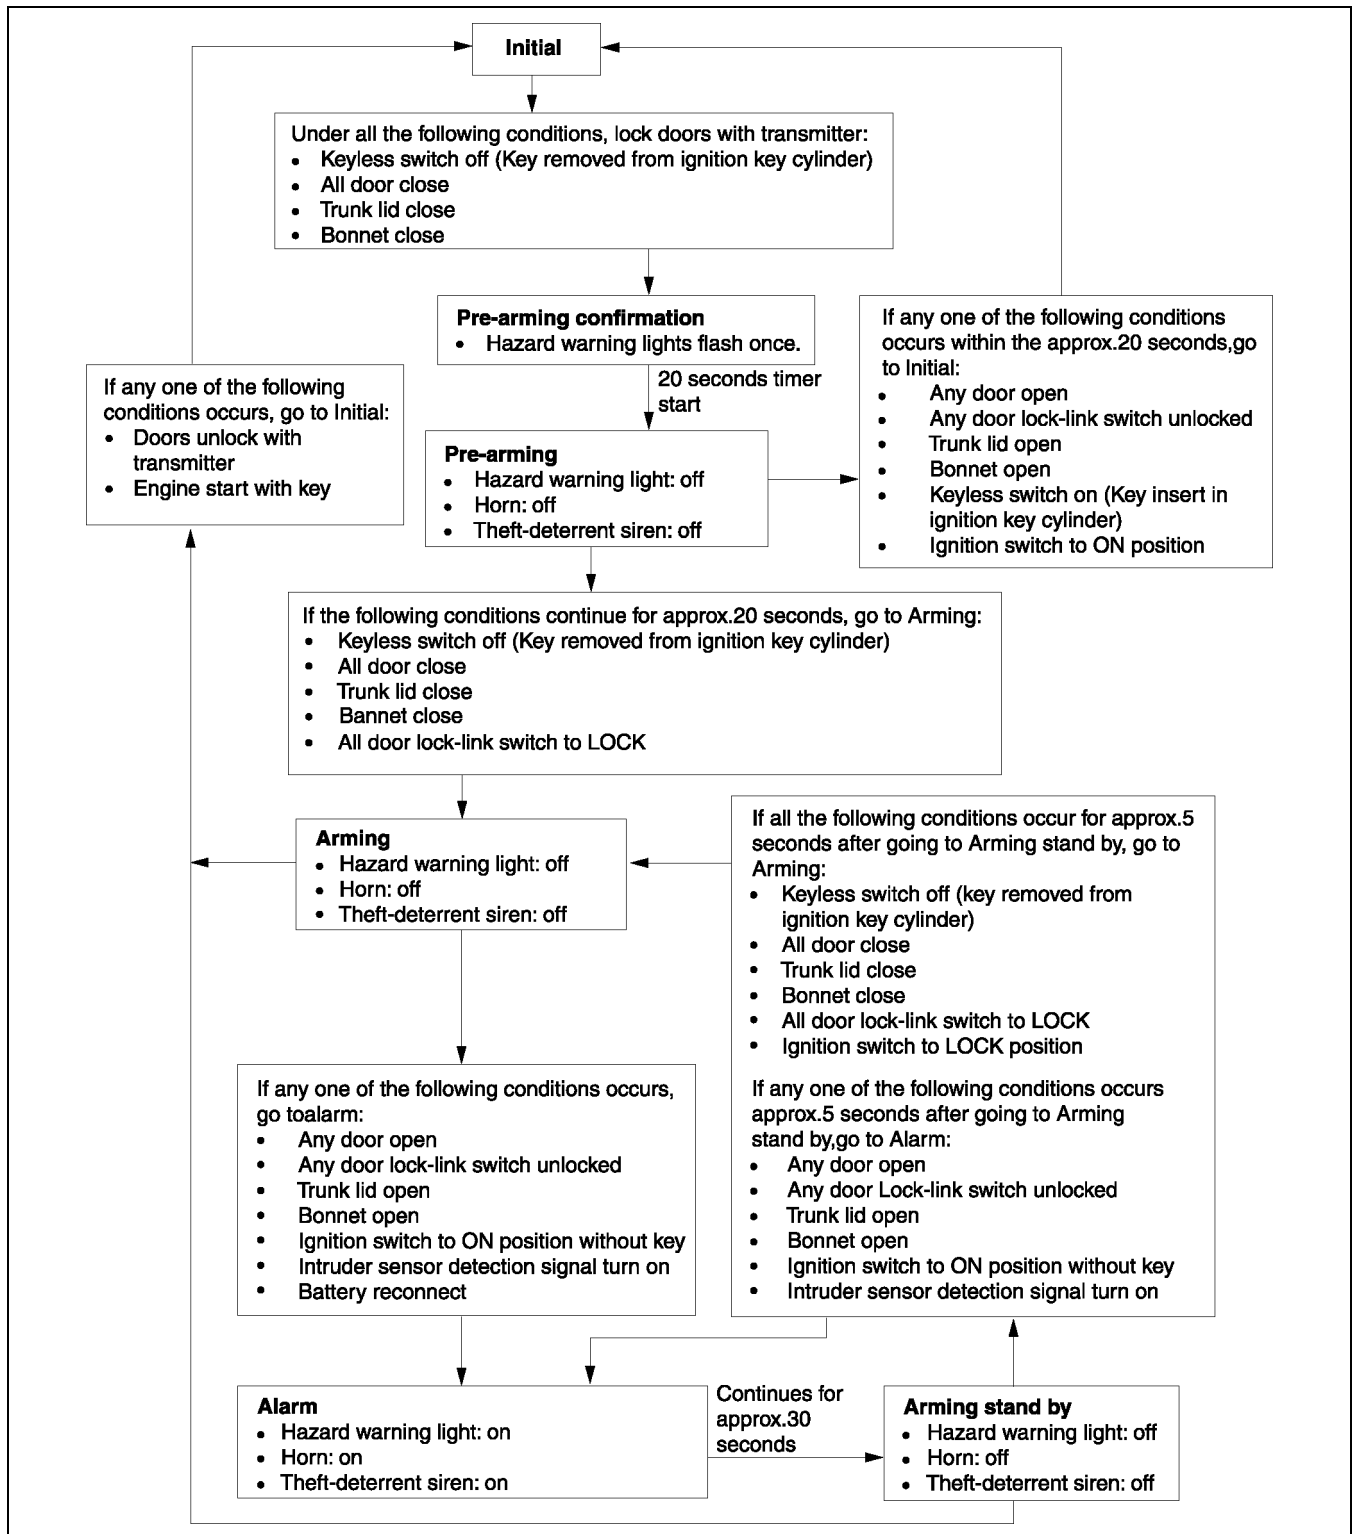 Initial
Under all the following conditions, lock doors with transmitter:
• Keyless switch off (Key removed from ignition key cylinder)
• All door close
• Trunk lid close
• Bonnet close
Pre-arming confirmation
• Hazard warning lights flash once.
If any one of the following conditions
occurs within the approx.20 seconds,go
to Initial:
• Any door open
• Any door lock-link switch unlocked
• Trunk lid open
• Bonnet open
• Keyless switch on (Key insert in
ignition key cylinder)
• Ignition switch to ON position
If any one of the following
conditions occurs, go to Initial:
• Doors unlock with
transmitter
• Engine start with key
20 seconds timer
start
Pre-arming
• Hazard warning light: off
• Horn: off
• Theft-deterrent siren: off
If the following conditions continue for approx.20 seconds, go to Arming:
• Keyless switch off (Key removed from ignition key cylinder)
• All door close
• Trunk lid close
• Bannet close
• All door lock-link switch to LOCK
Arming
• Hazard warning light: off
• Horn: off
• Theft-deterrent siren: off
If all the following conditions occur for approx.5
seconds after going to Arming stand by, go to
Arming:
• Keyless switch off (key removed from
ignition key cylinder)
• All door close
• Trunk lid close
• Bonnet close
• All door lock-link switch to LOCK
• Ignition switch to LOCK position
If any one of the following conditions occurs
approx.5 seconds after going to Arming
stand by,go to Alarm:
• Any door open
• Any door Lock-link switch unlocked
• Trunk lid open
• Bonnet open
• Ignition switch to ON position without key
• Intruder sensor detection signal turn on
If any one of the following conditions occurs,
go toalarm:
• Any door open
• Any door lock-link switch unlocked
• Trunk lid open
• Bonnet open
• Ignition switch to ON position without key
• Intruder sensor detection signal turn on
• Battery reconnect
Alarm
• Hazard warning light: on
• Horn: on
• Theft-deterrent siren: on
Continues for
approx.30
seconds
Arming stand by
• Hazard warning light: off
• Horn: off
• Theft-deterrent siren: off